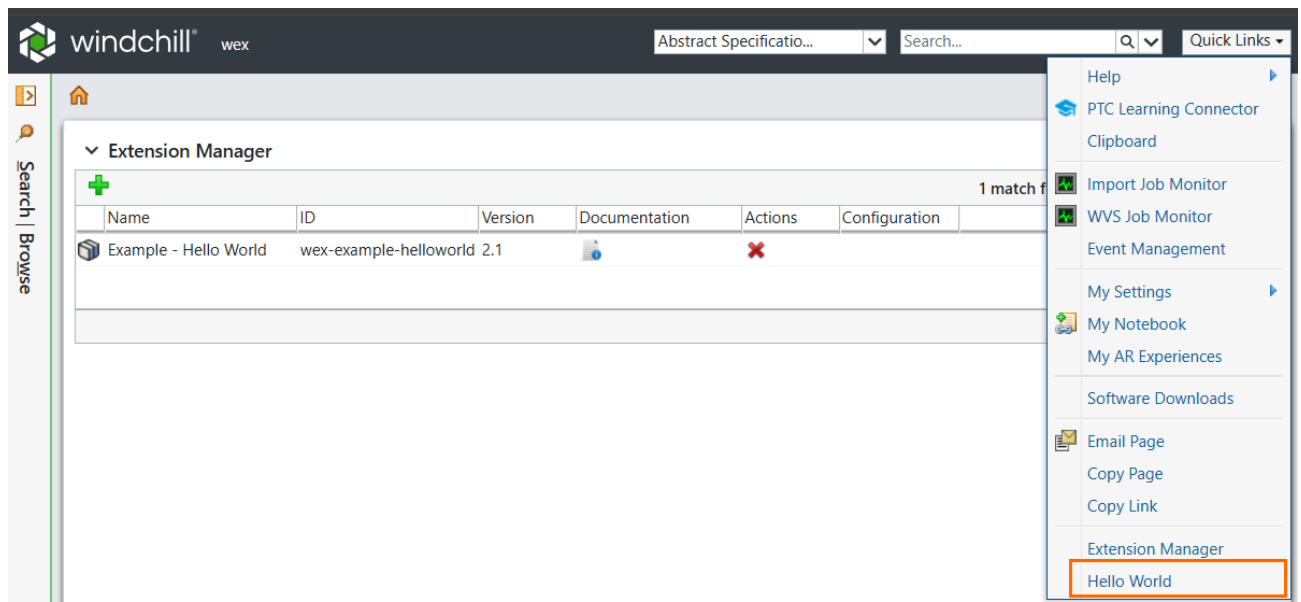 windchill® wex Abstract Specificatio... Search... Quick Links
Search | Browse
Extension Manager
1 match f
Name ID Version Documentation Actions Configuration
Example - Hello World wex-example-helloworld 2.1
Help
PTC Learning Connector
Clipboard
Import Job Monitor
WVS Job Monitor
Event Management
My Settings
My Notebook
My AR Experiences
Software Downloads
Email Page
Copy Page
Copy Link
Extension Manager
Hello World